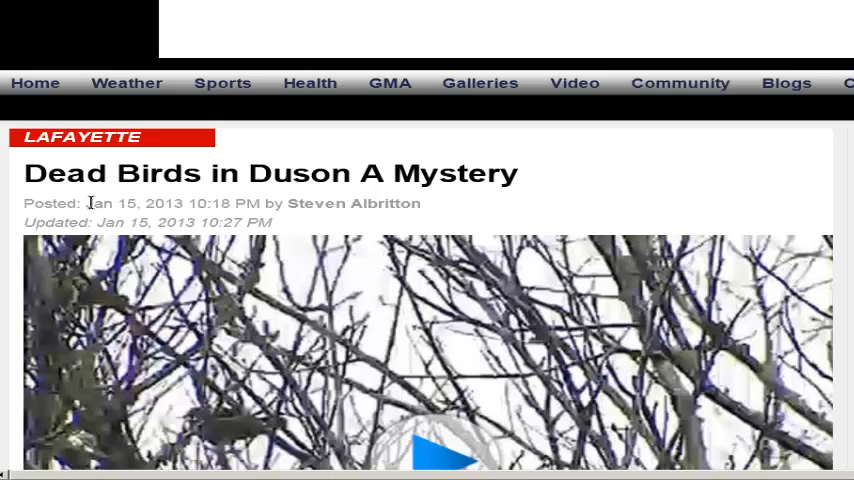 Home Weather Sports Health GMA Galleries Video Community Blogs
LAFAYETTE
Dead Birds in Duson A Mystery
Posted: Jan 15, 2013 10:18 PM by Steven Albritton
Updated: Jan 15, 2013 10:27 PM